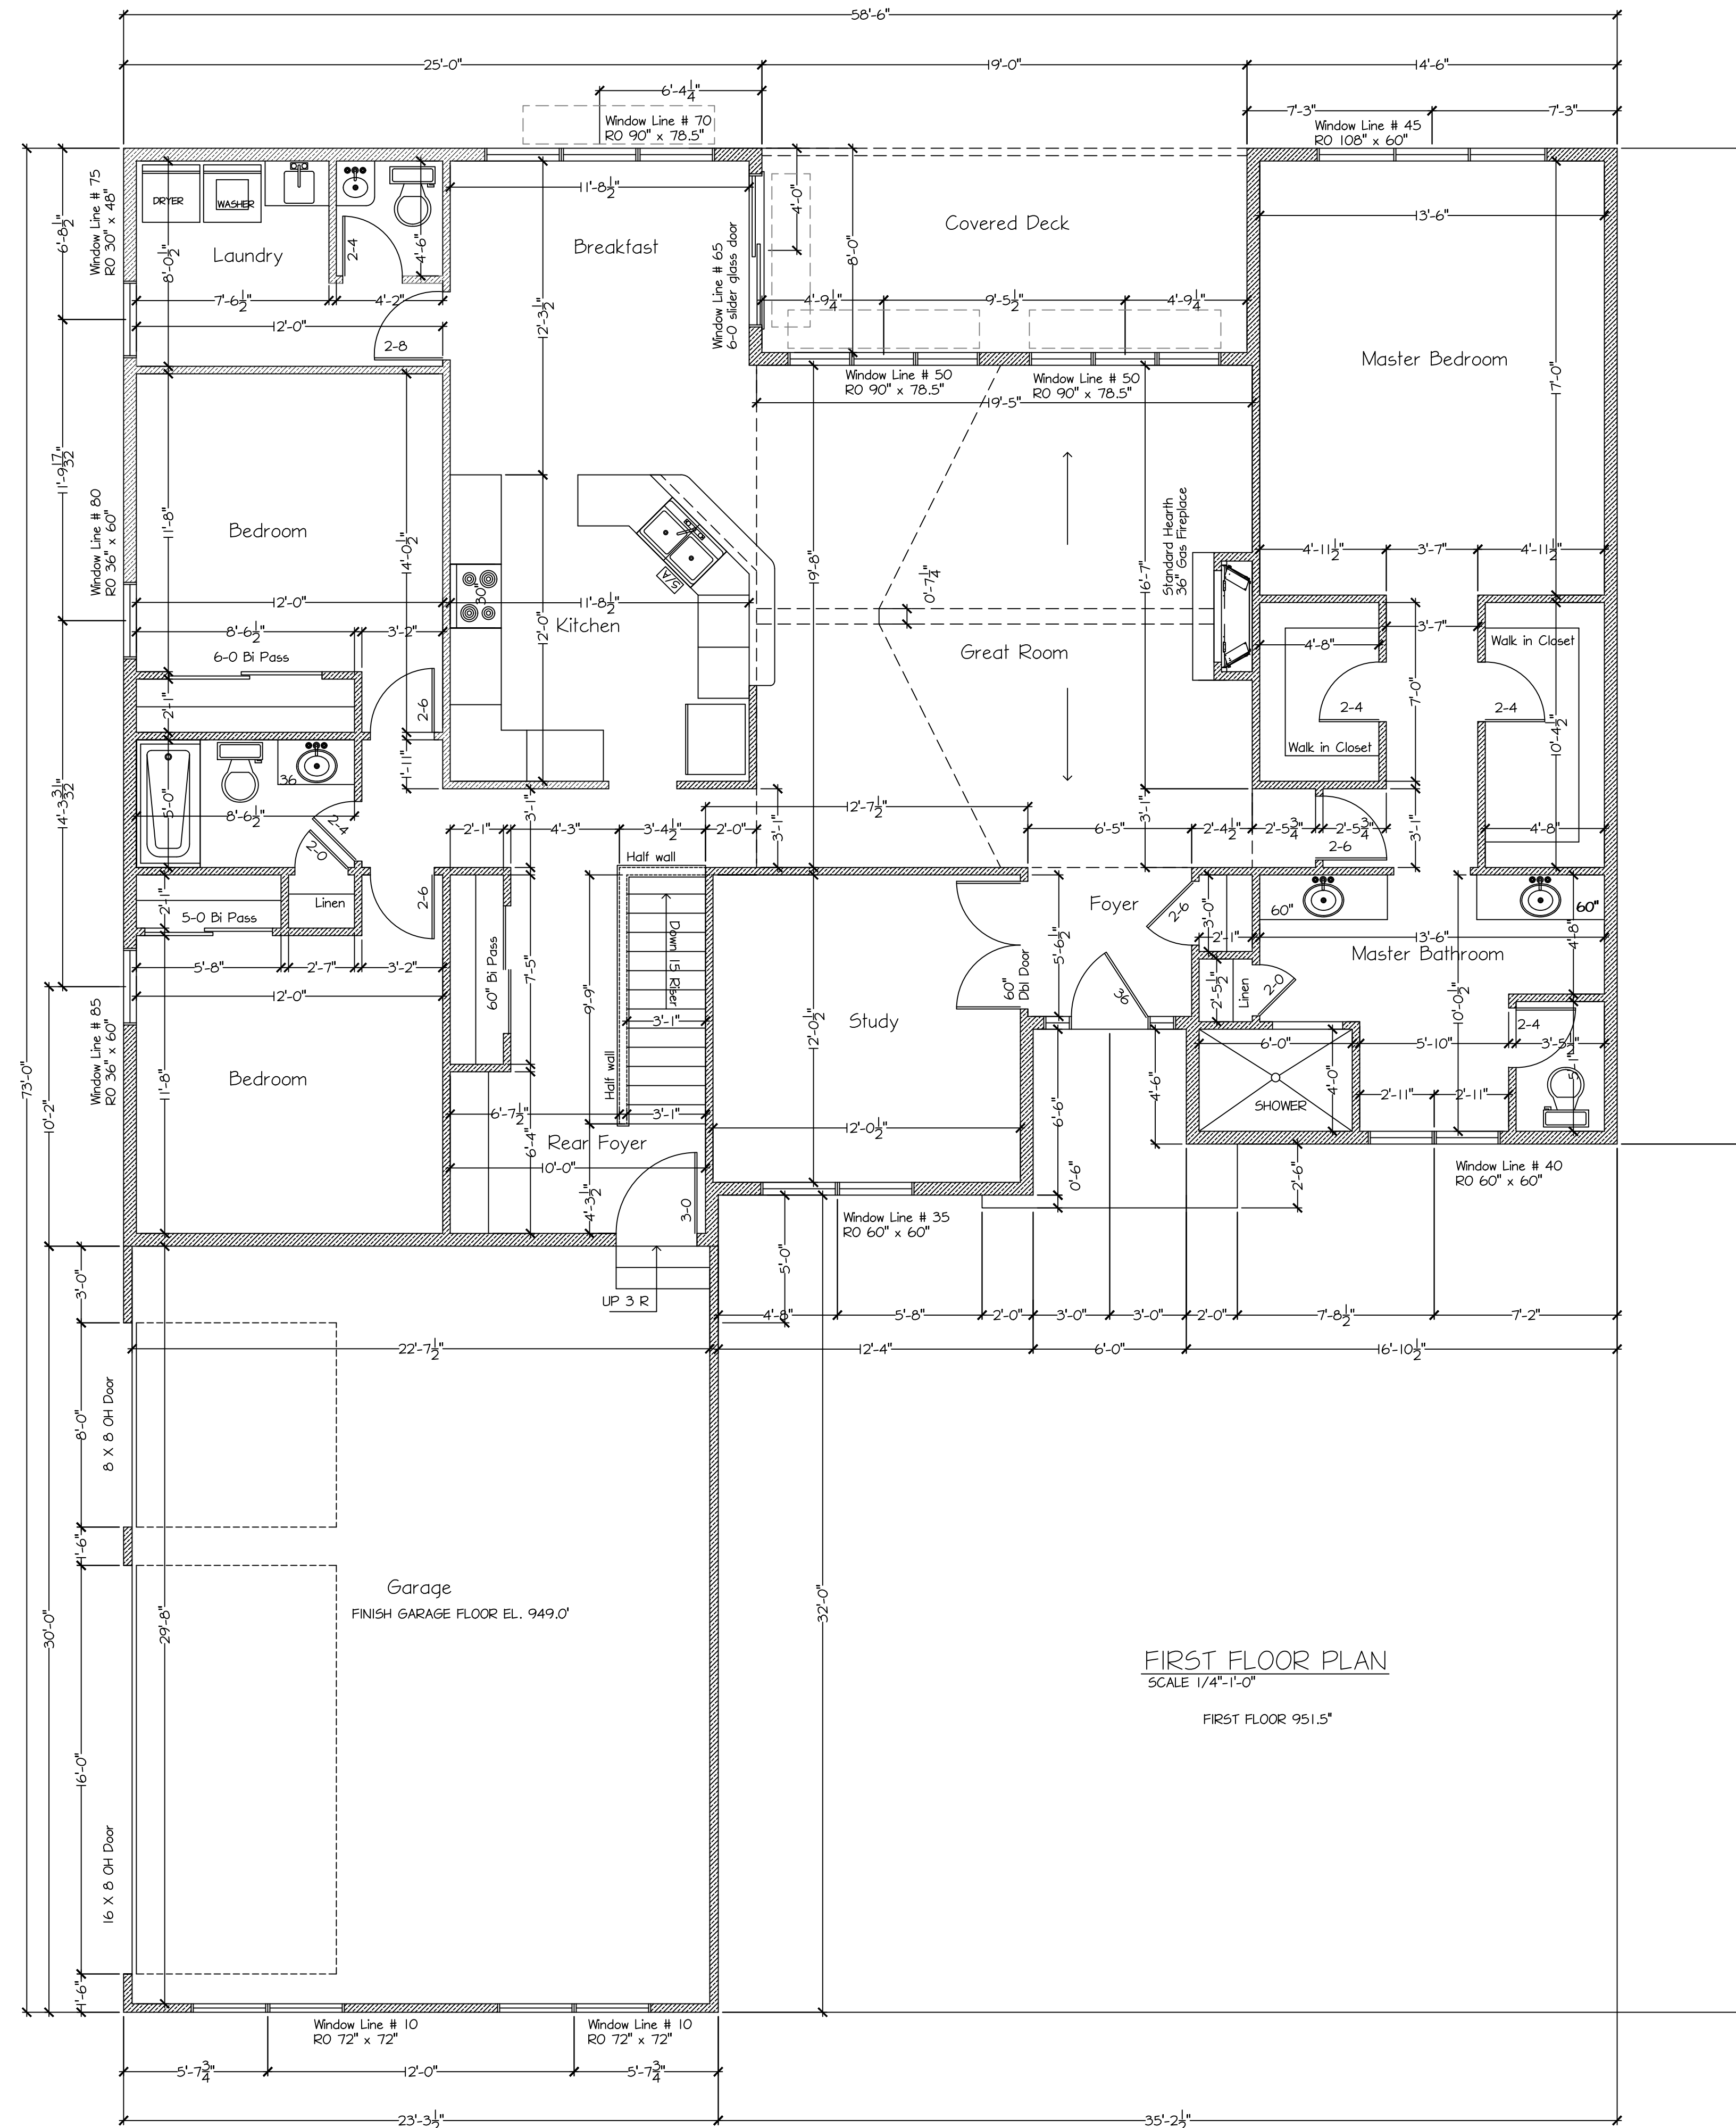 58'-6"
25'-0"
19'-0"
14'-6"
6'-4 1/4"
7'-3"
7'-3"
Window Line # 70
RO 90" x 78.5"
Window Line # 45
RO 108" x 60"
Window Line # 75
RO 30" x 48"
6'-8 1/2"
DRYER
WASHER
Laundry
8'-0 1/2"
2-4
4'-6"
7'-6 1/2"
4'-2"
12'-0"
2-8
11'-8 1/2"
Breakfast
12'-3 1/2"
Window Line # 65
6-0 slider glass door
4'-0"
8'-0"
Covered Deck
4'-9 1/4"
9'-5 1/2"
4'-9 1/4"
Window Line # 50
RO 90" x 78.5"
Window Line # 50
RO 90" x 78.5"
19'-5"
13'-6"
Master Bedroom
17'-0"
11'-9 17/32"
Window Line # 80
RO 36" x 60"
11'-8"
Bedroom
14'-0 1/2"
12'-0"
8'-6 1/2"
3'-2"
6-0 Bi Pass
2'-1"
2-6
30"
S/A
11'-8 1/2"
Kitchen
12'-0"
19'-8"
0'-7 1/4"
Great Room
16'-7"
Standard Hearth
36" Gas Fireplace
4'-11 1/2"
3'-7"
4'-11 1/2"
3'-7"
4'-8"
Walk in Closet
2-4
2-4
7'-0"
10'-4 1/2"
Walk in Closet
14'-3 31/32"
5'-0"
36
8'-6 1/2"
1'-11"
2-4
2-0
3'-1"
2'-1"
4'-3"
3'-4 1/2"
2'-0"
3'-1"
12'-7 1/2"
6'-5"
3'-1"
2'-4 1/2"
2'-5 3/4"
2'-5 3/4"
2-6
3'-1"
4'-8"
Half wall
2'-1"
5-0 Bi Pass
Linen
2-6
5'-8"
2'-7"
3'-2"
12'-0"
Window Line # 85
RO 36" x 60"
11'-8"
Bedroom
60" Bi Pass
7'-5"
9'-9"
Down 15 Riser
3'-1"
Half wall
6'-7 1/2"
3'-1"
Rear Foyer
6'-4"
10'-0"
4'-3 1/2"
3-0
12'-0 1/2"
Study
12'-0 1/2"
60"
Dbl Door
Foyer
5'-6 1/2"
2-6
36
3'-0"
2'-1"
2'-5 1/2"
Linen
2-0
60"
60"
13'-6"
Master Bathroom
4'-8"
10'-0 1/2"
2-4
6'-0"
5'-10"
3'-5 1/2"
4'-0"
5'-1"
SHOWER
2'-11"
2'-11"
4'-6"
6'-6"
0'-6"
2'-6"
Window Line # 40
RO 60" x 60"
Window Line # 35
RO 60" x 60"
73'-0"
10'-2"
UP 3 R
5'-0"
4'-8"
5'-8"
2'-0"
3'-0"
3'-0"
2'-0"
7'-8 1/2"
7'-2"
22'-7 1/2"
12'-4"
6'-0"
16'-10 1/2"
3'-0"
8'-0"
8 X 8 OH Door
1'-6"
30'-0"
29'-8"
Garage
FINISH GARAGE FLOOR EL. 949.0'
32'-0"
16'-0"
16 X 8 OH Door
1'-6"
FIRST FLOOR PLAN
SCALE 1/4"-1'-0"
FIRST FLOOR 951.5"
Window Line # 10
RO 72" x 72"
Window Line # 10
RO 72" x 72"
5'-7 3/4"
12'-0"
5'-7 3/4"
23'-3 1/2"
35'-2 1/2"